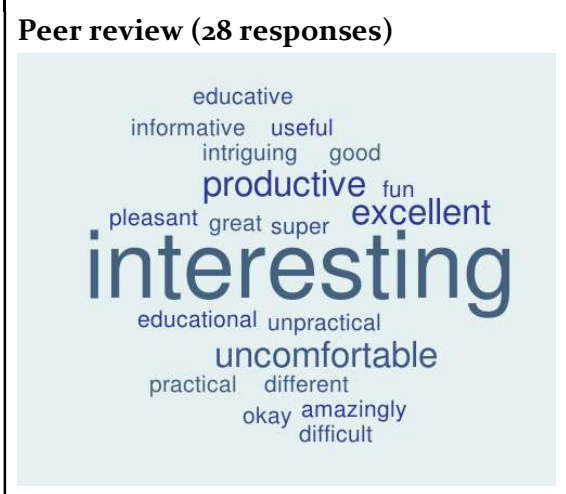 Peer review (28 responses)
educative
informative useful
intriguing good
productive fun
pleasant great super excellent
interesting
educational unpractical
uncomfortable
practical different
okay amazingly
difficult